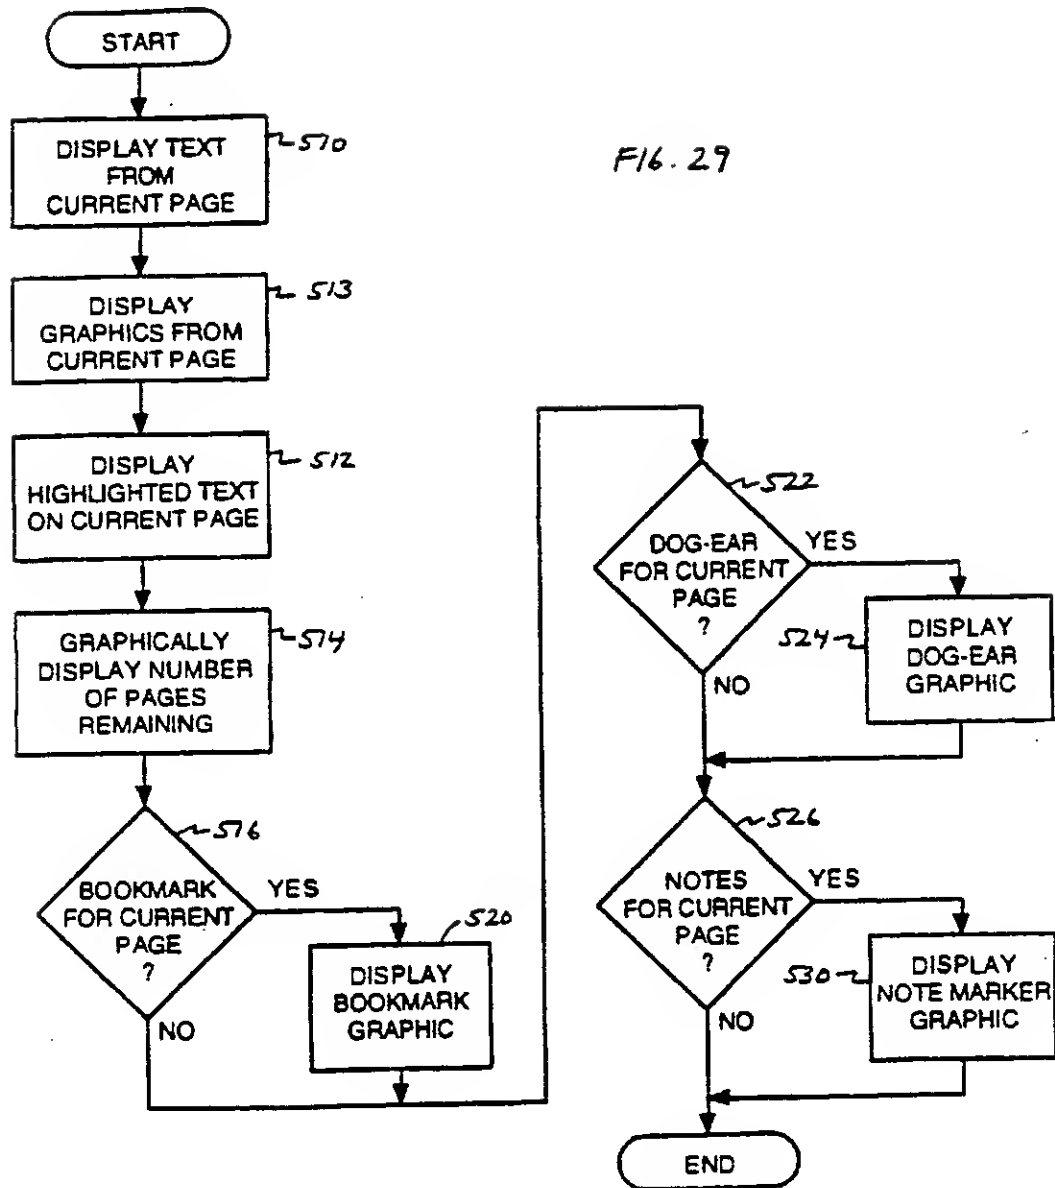 START
DISPLAY TEXT
FROM
CURRENT PAGE
510
FIG. 29
DISPLAY
GRAPHICS FROM
CURRENT PAGE
513
DISPLAY
HIGHLIGHTED TEXT
ON CURRENT PAGE
512
GRAPHICALLY
DISPLAY NUMBER
OF PAGES
REMAINING
514
BOOKMARK
FOR CURRENT
PAGE
?
516
YES
NO
520
DISPLAY
BOOKMARK
GRAPHIC
DOG-EAR
FOR CURRENT
PAGE
?
522
YES
NO
524
DISPLAY
DOG-EAR
GRAPHIC
NOTES
FOR CURRENT
PAGE
?
526
YES
NO
530
DISPLAY
NOTE MARKER
GRAPHIC
END